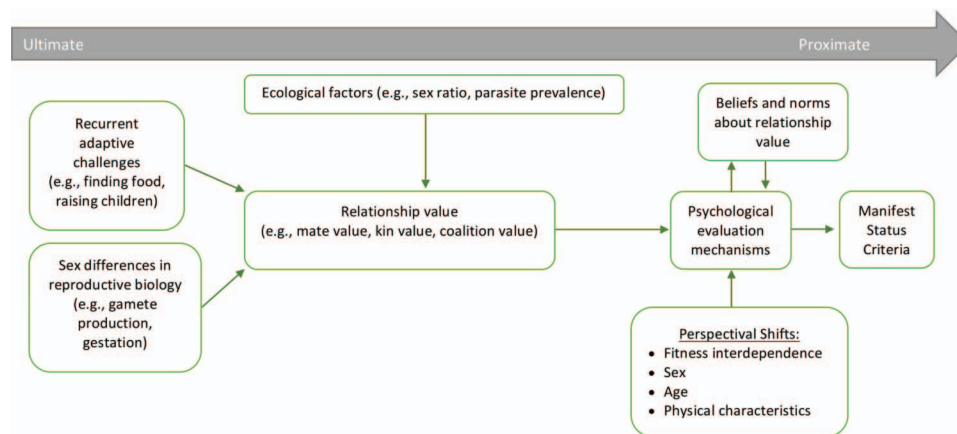 Ultimate
Proximate
Ecological factors (e.g., sex ratio, parasite prevalence)
Beliefs and norms
about relationship
value
Recurrent
adaptive
challenges
(e.g., finding food,
raising children)
Relationship value
(e.g., mate value, kin value, coalition value)
Psychological
evaluation
mechanisms
Manifest
Status
Criteria
Sex differences in
reproductive biology
(e.g., gamete
production,
gestation)
Perspectival Shifts:
• Fitness interdependence
• Sex
• Age
• Physical characteristics